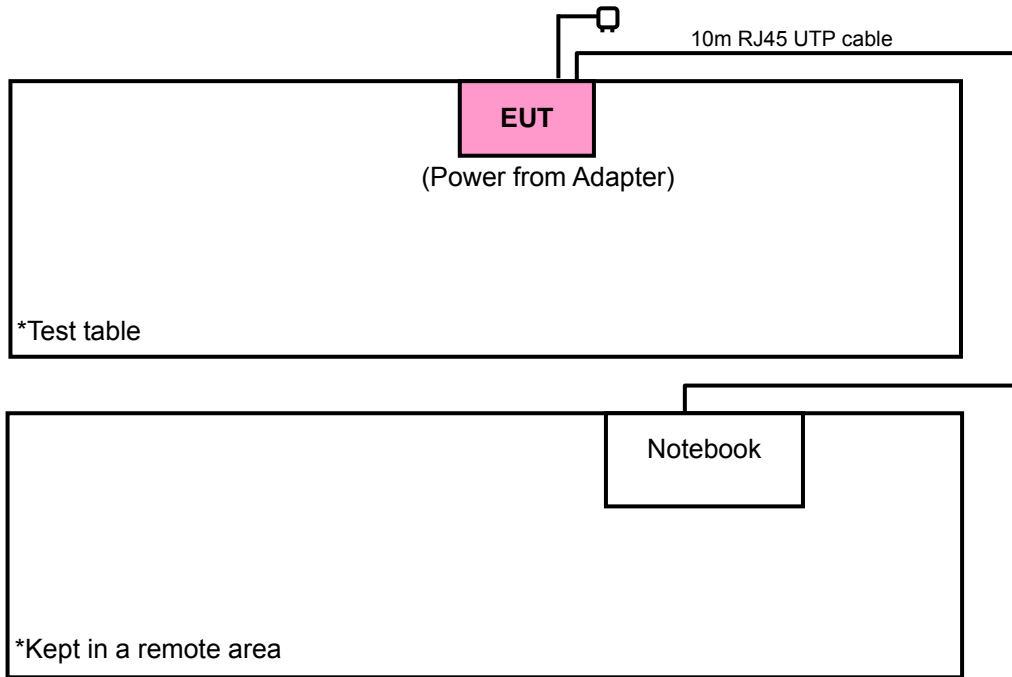 10m RJ45 UTP cable
EUT
(Power from Adapter)
*Test table
Notebook
*Kept in a remote area